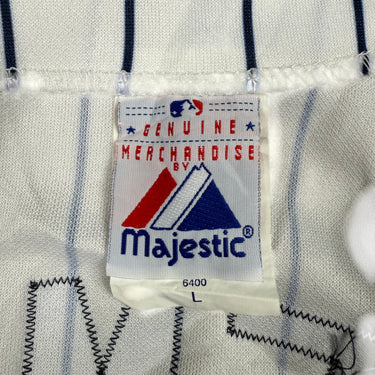 GENUINE
MERCHANDISE
BY
Majestic®
6400
L